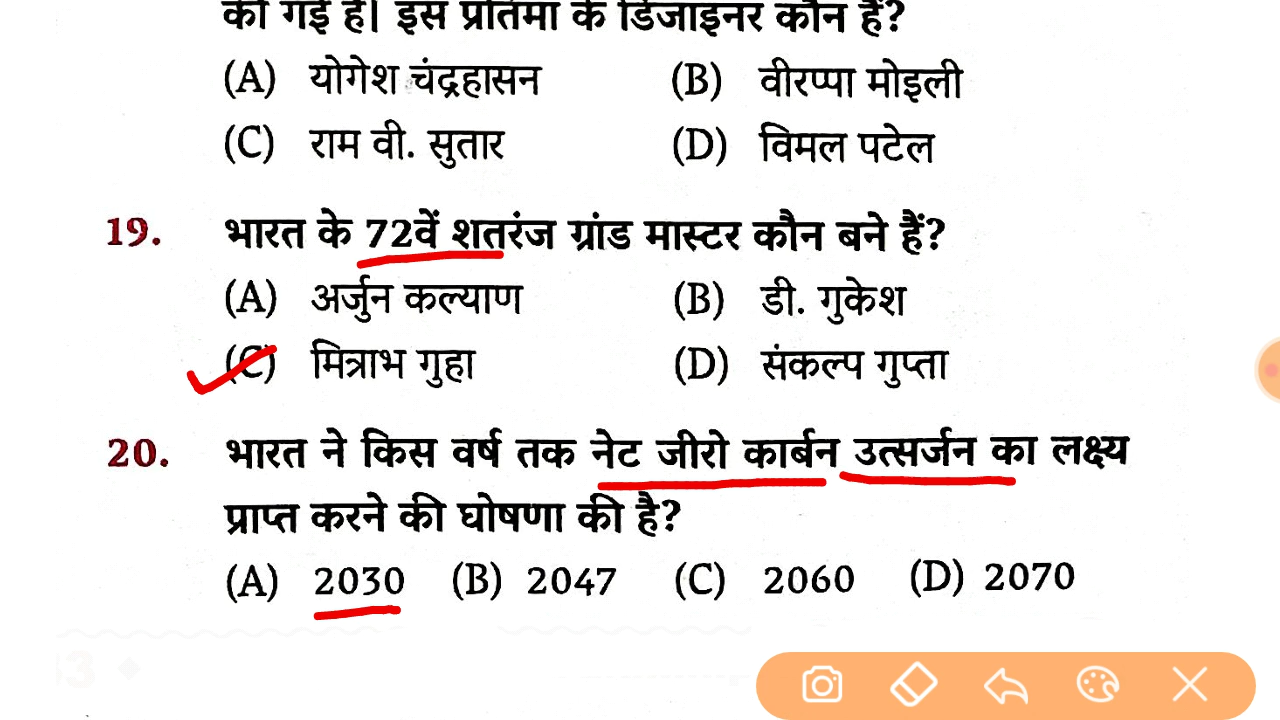 की गई है। इस प्रतिमा के डिजाइनर कौन हैं?
(A) योगेश चंद्रहासन (B) वीरप्पा मोइली
(C) राम वी. सुतार (D) विमल पटेल
19. भारत के 72वें शतरंज ग्रांड मास्टर कौन बने हैं?
(A) अर्जुन कल्याण (B) डी. गुकेश
(C) मित्राभ गुहा (D) संकल्प गुप्ता
20. भारत ने किस वर्ष तक नेट जीरो कार्बन उत्सर्जन का लक्ष्य
प्राप्त करने की घोषणा की है?
(A) 2030 (B) 2047 (C) 2060 (D) 2070